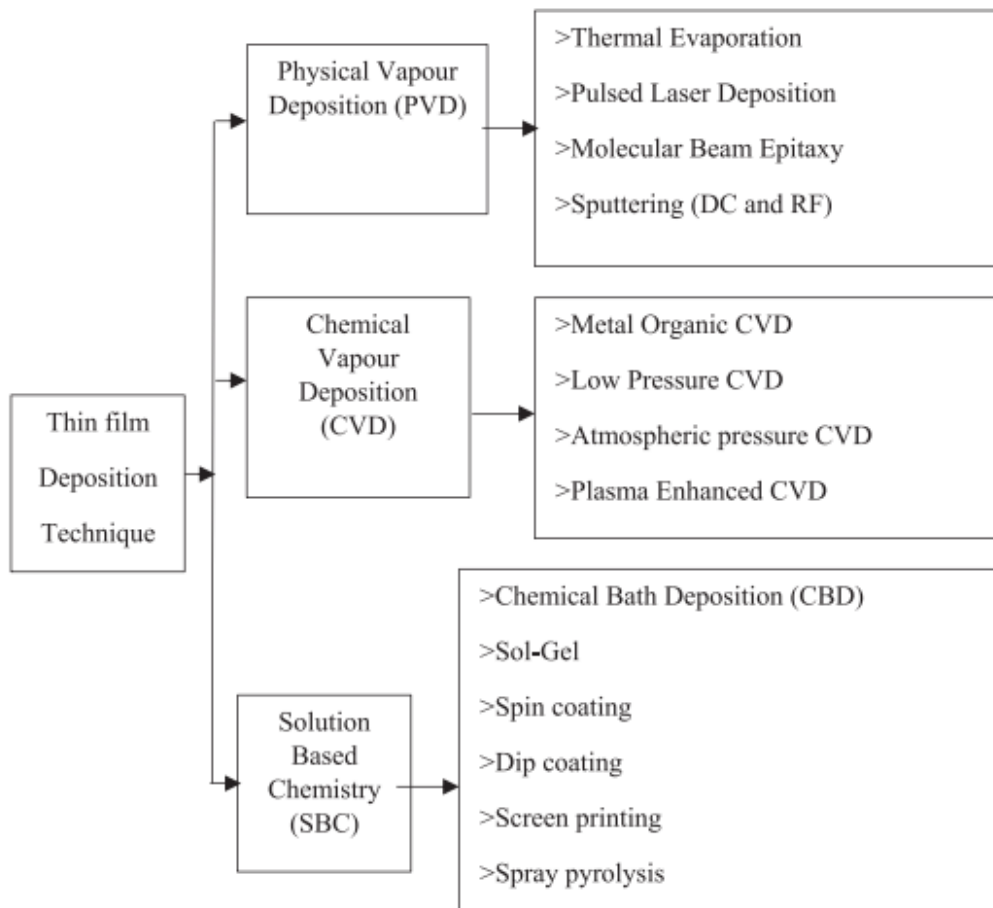 Thin film
Deposition
Technique
Physical Vapour
Deposition (PVD)
>Thermal Evaporation
>Pulsed Laser Deposition
>Molecular Beam Epitaxy
>Sputtering (DC and RF)
Chemical
Vapour
Deposition
(CVD)
>Metal Organic CVD
>Low Pressure CVD
>Atmospheric pressure CVD
>Plasma Enhanced CVD
Solution
Based
Chemistry
(SBC)
>Chemical Bath Deposition (CBD)
>Sol-Gel
>Spin coating
>Dip coating
>Screen printing
>Spray pyrolysis